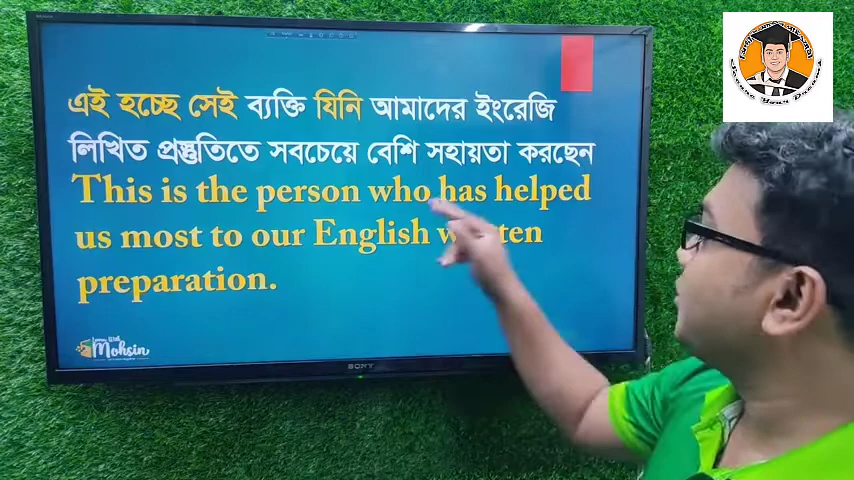 এই হচ্ছে সেই ব্যক্তি যিনি আমাদের ইংরেজি
লিখিত প্রস্তুতিতে সবচেয়ে বেশি সহায়তা করছেন
This is the person who has helped
us most to our English
preparation.
Mohsin
SONY